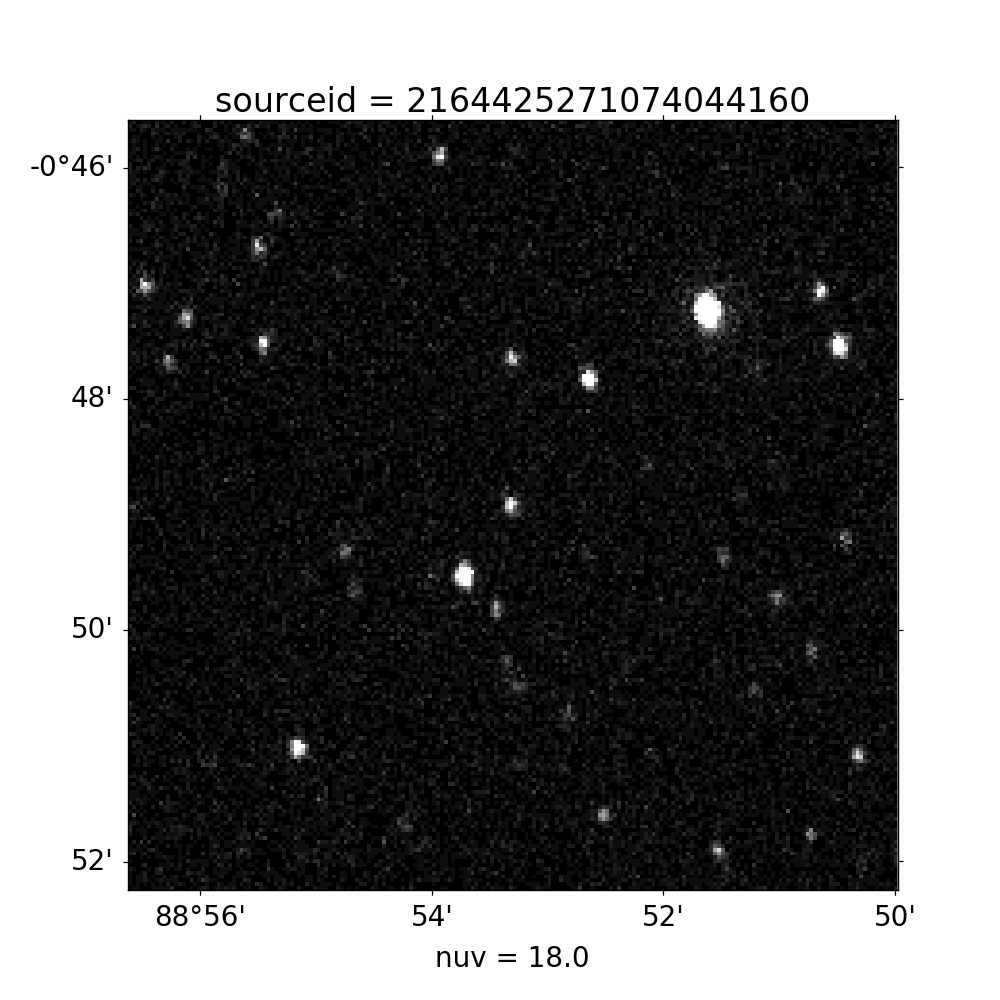 sourceid = 2164425271074044160
-0°46'
48'
50'
52'
88°56' 54' 52' 50'
nuv = 18.0